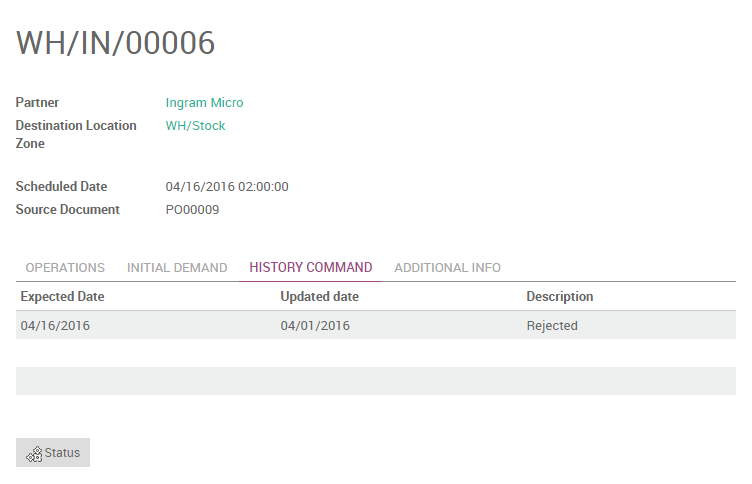 WH/IN/00006
Partner Ingram Micro
Destination Location WH/Stock
Zone
Scheduled Date 04/16/2016 02:00:00
Source Document PO00009
OPERATIONS INITIAL DEMAND HISTORY COMMAND ADDITIONAL INFO
Expected Date Updated date Description
04/16/2016 04/01/2016 Rejected
Status